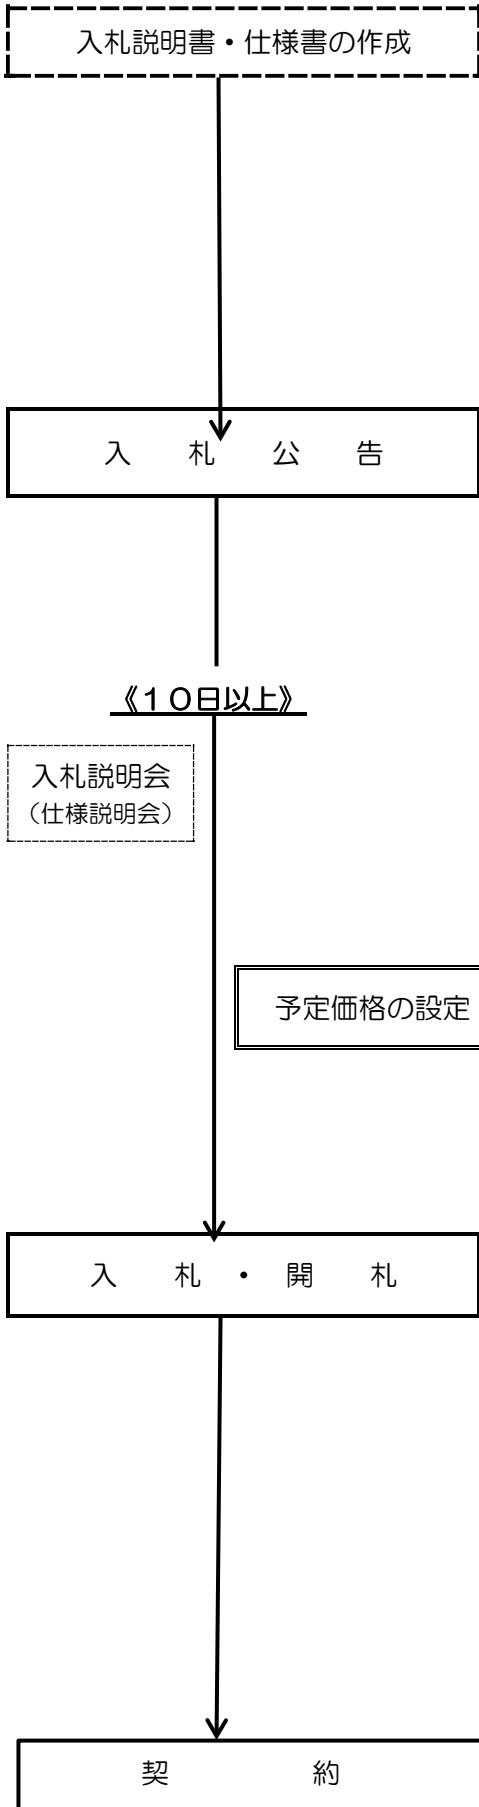 入札説明書・仕様書の作成
入　札　公　告
《１０日以上》
入札説明会
（仕様説明会）
予定価格の設定
入　札　・　開　札
契　　約